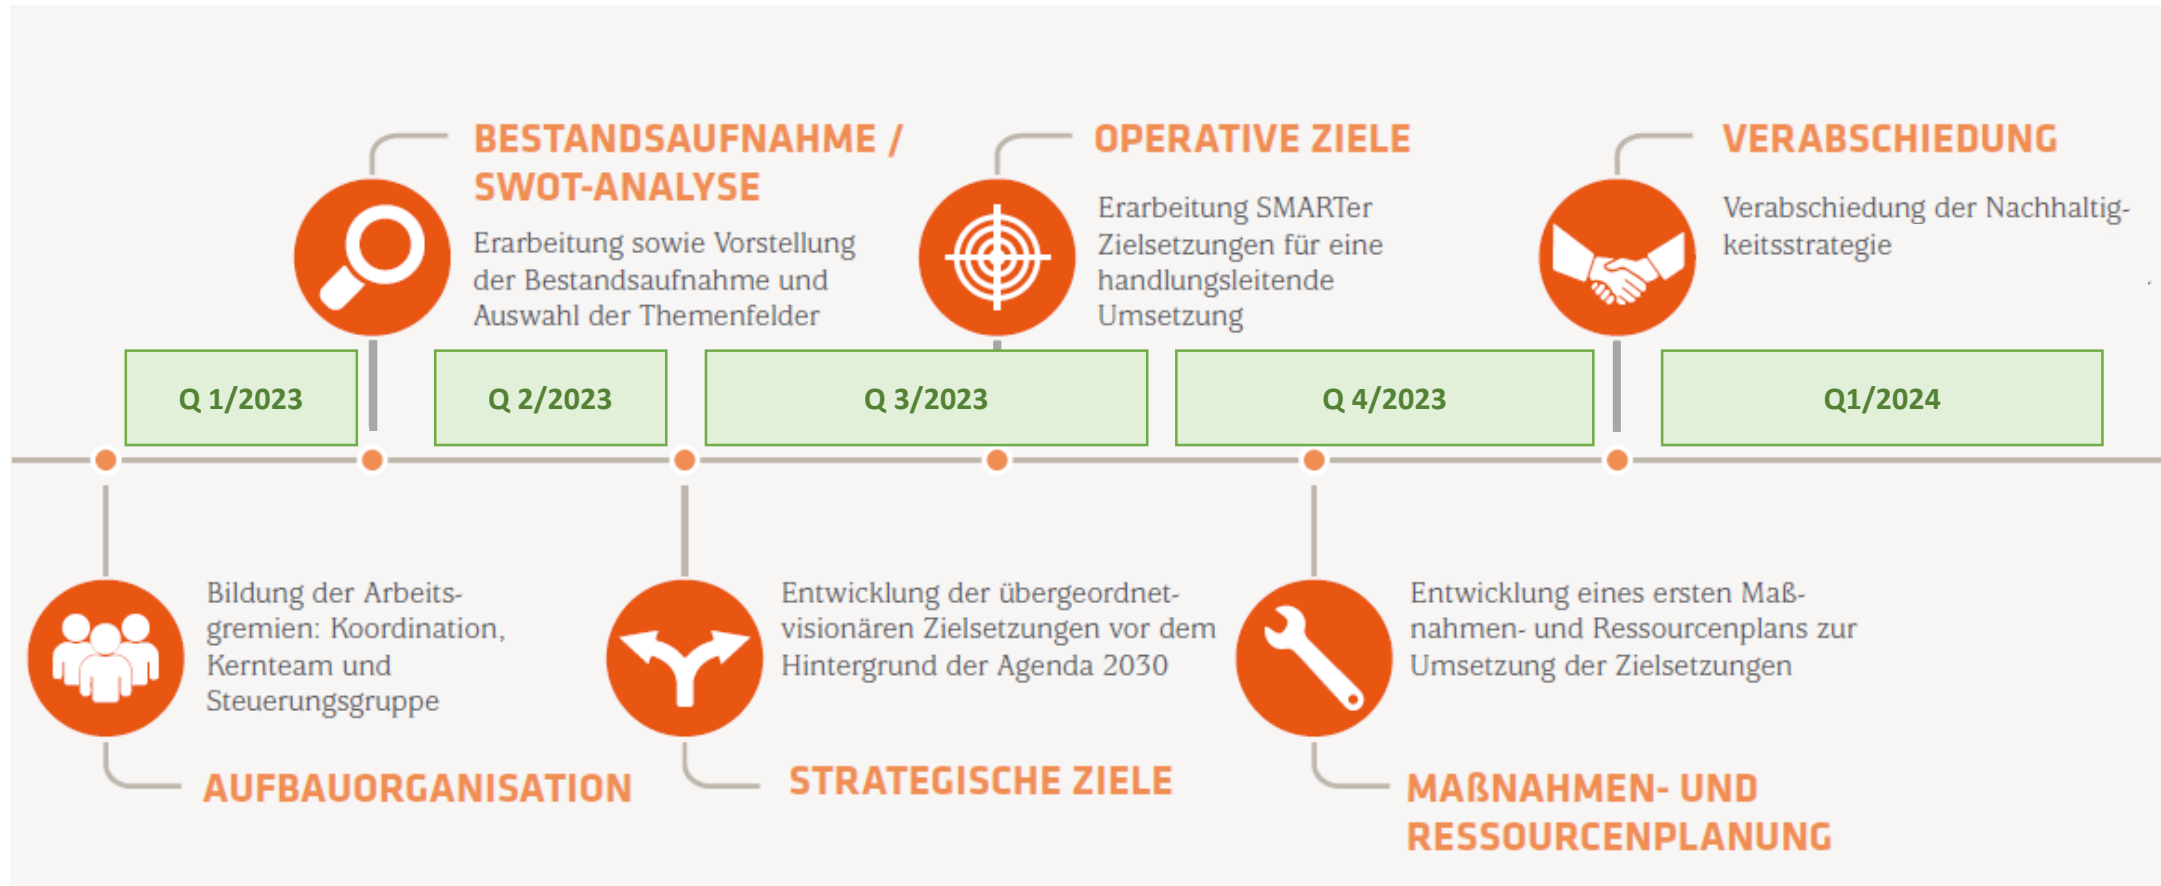 BESTANDSAUFNAHME /
SWOT-ANALYSE
Erarbeitung sowie Vorstellung
der Bestandsaufnahme und
Auswahl der Themenfelder
OPERATIVE ZIELE
Erarbeitung SMARTer
Zielsetzungen für eine
handlungsleitende
Umsetzung
VERABSCHIEDUNG
Verabschiedung der Nachhaltig-
keitsstrategie
Q 1/2023
Q 2/2023
Q 3/2023
Q 4/2023
Q1/2024
Bildung der Arbeits-
gremien: Koordination,
Kernteam und
Steuerungsgruppe
AUFBAUORGANISATION
Entwicklung der übergeordnet-
visionären Zielsetzungen vor dem
Hintergrund der Agenda 2030
STRATEGISCHE ZIELE
Entwicklung eines ersten Maß-
nahmen- und Ressourcenplans zur
Umsetzung der Zielsetzungen
MAßNAHMEN- UND
RESSOURCENPLANUNG